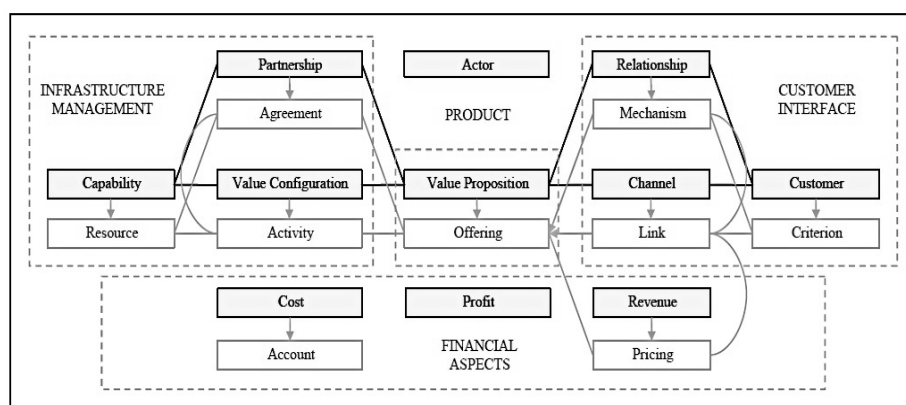 Partnership
Actor
Relationship
INFRASTRUCTURE
MANAGEMENT
CUSTOMER
INTERFACE
Agreement
PRODUCT
Mechanism
Capability
Value Configuration
Value Proposition
Channel
Customer
Resource
Activity
Offering
Link
Criterion
Cost
Profit
Revenue
Account
FINANCIAL
ASPECTS
Pricing